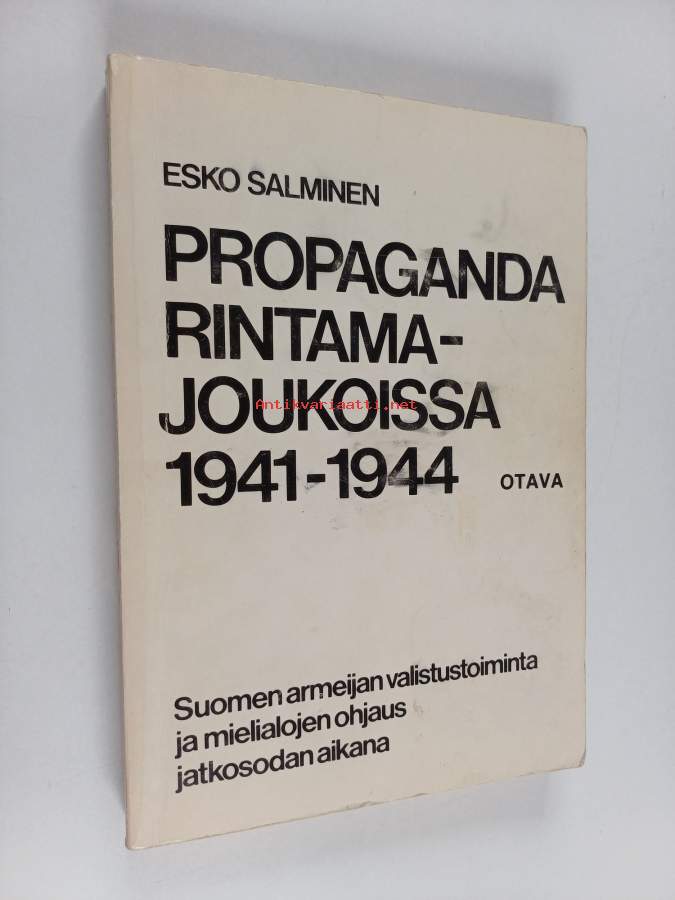 ESKO SALMINEN
PROPAGANDA
RINTAMA-
JOUKOISSA
Antikvariaatti.net
1941-1944 OTAVA
Suomen armeijan valistustoiminta
ja mielialojen ohjaus
jatkosodan aikana